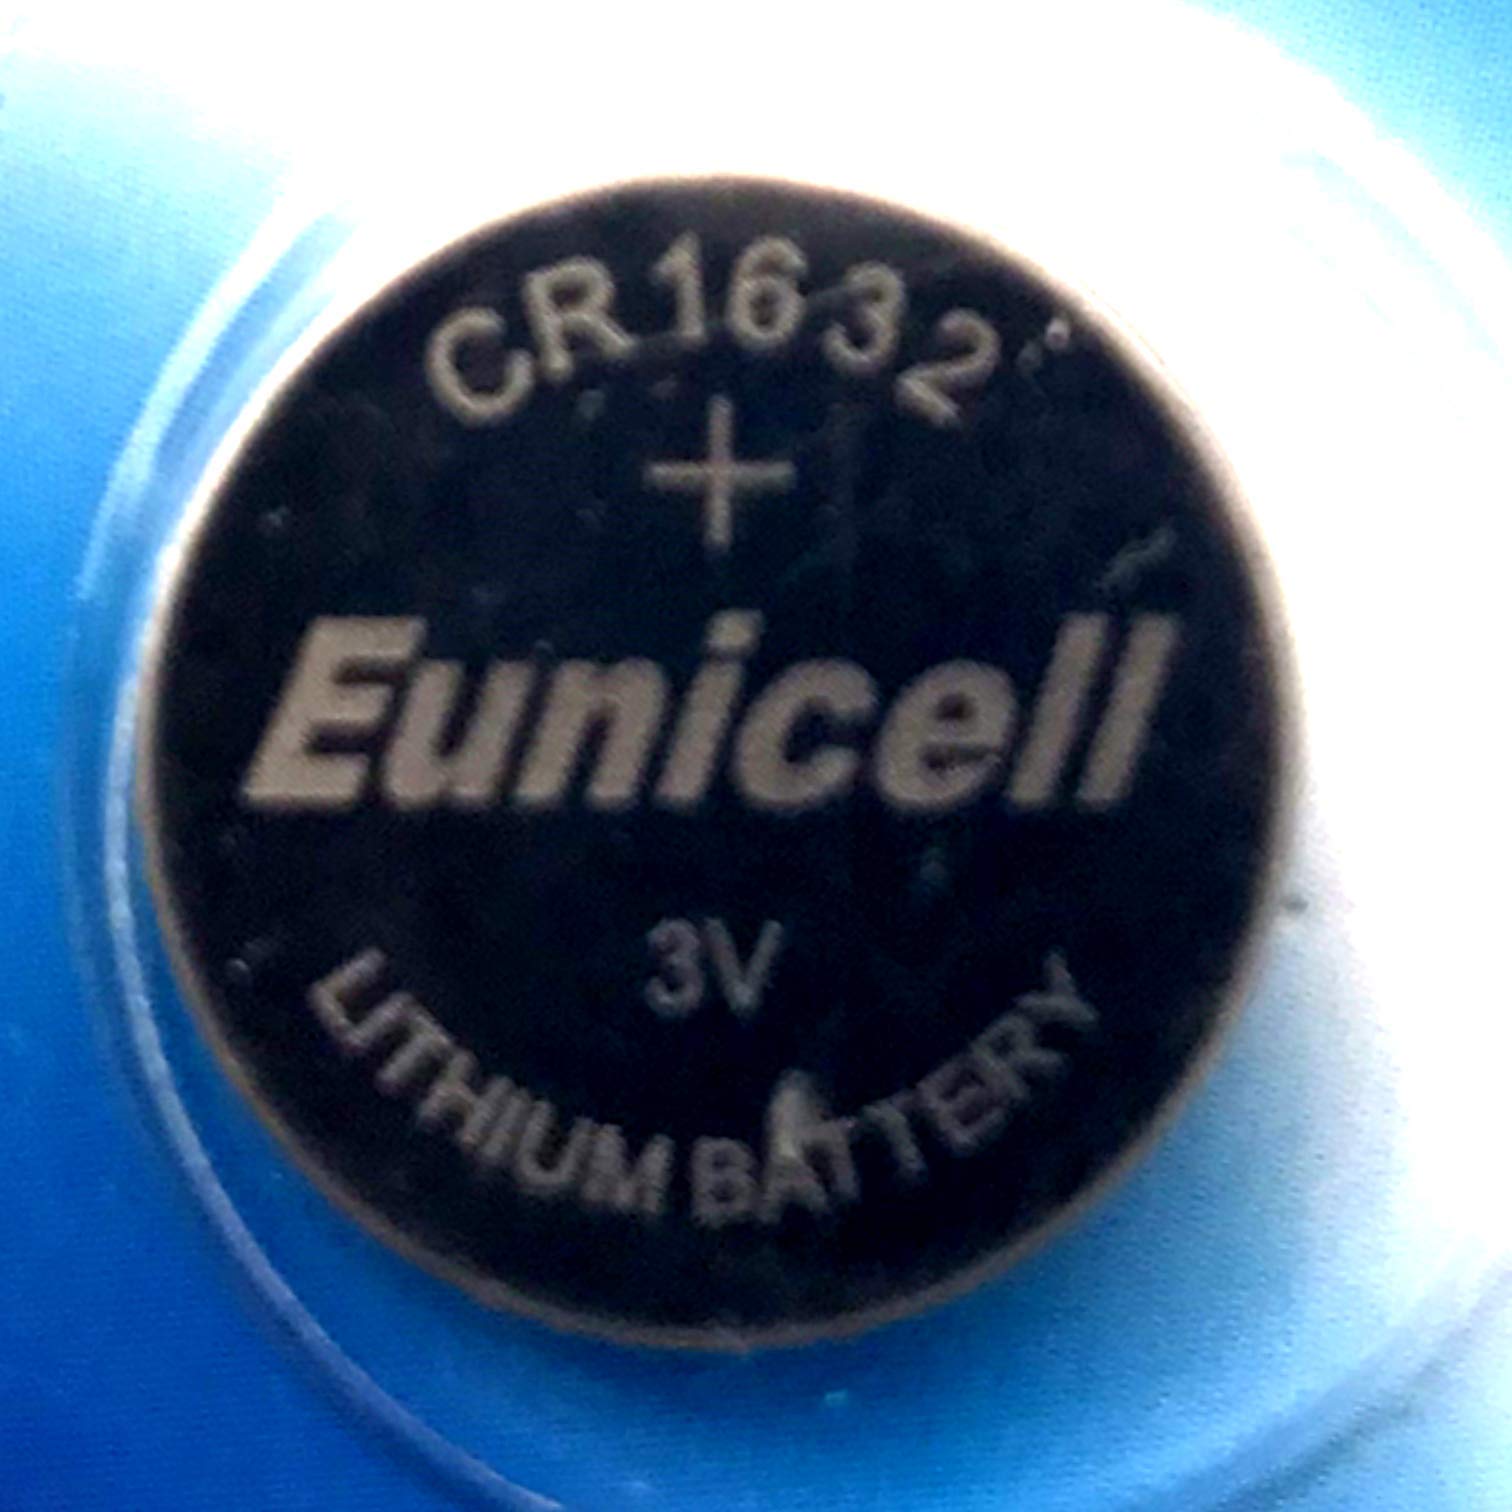 CR1632
+
Eunicell
3V
LITHIUM BATTERY